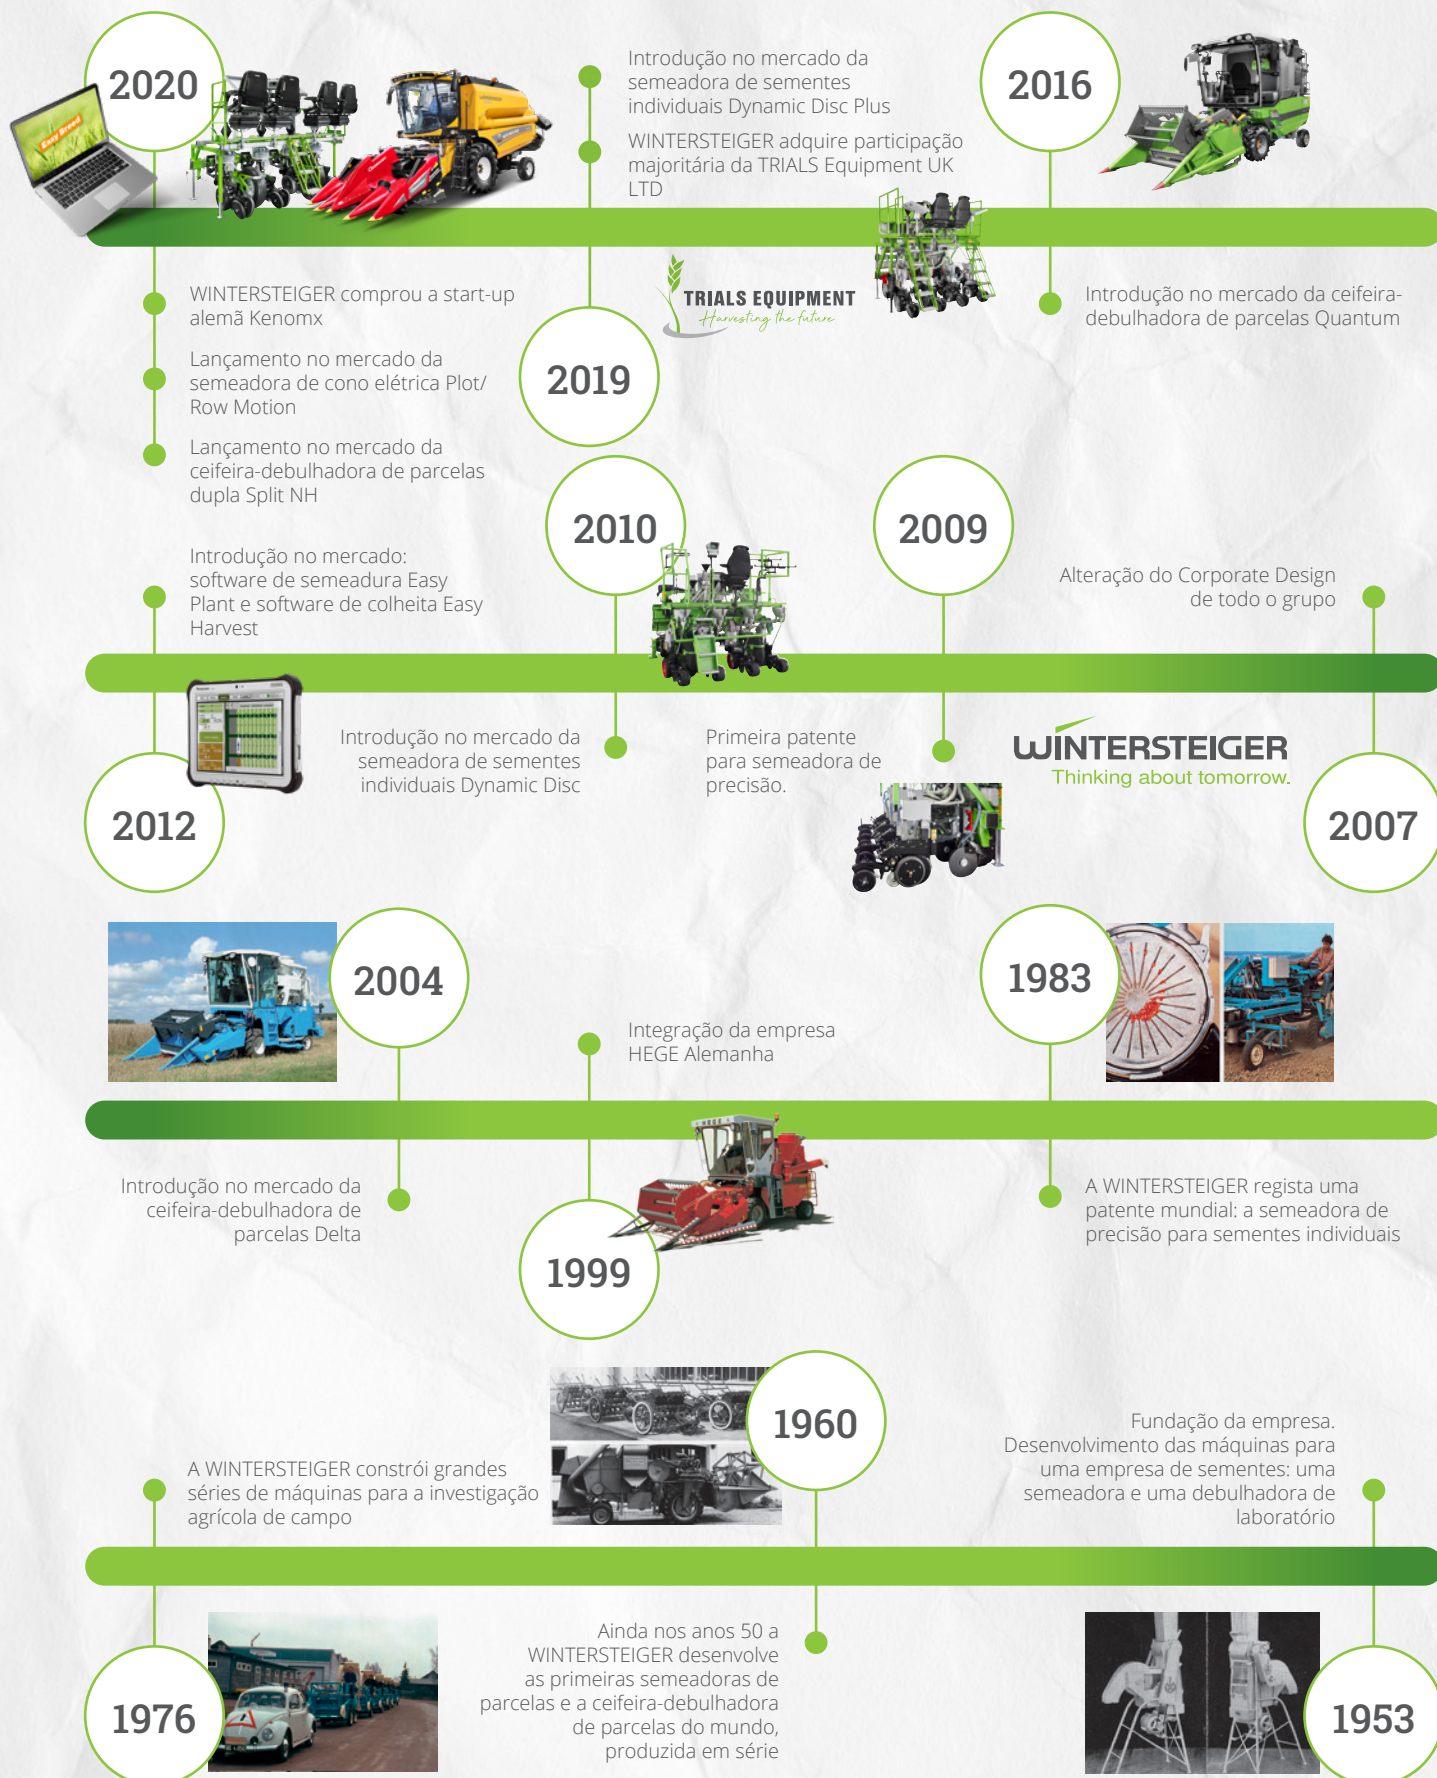 2020
Easy Breed
WINTERSTEIGER comprou a start-up
alemã Kenomx
Lançamento no mercado da
semeadora de cono elétrica Plot/
Row Motion
Lançamento no mercado da
ceifeira-debulhadora de parcelas
dupla Split NH
Introdução no mercado da
semeadora de sementes
individuais Dynamic Disc Plus
WINTERSTEIGER adquire participação
majoritária da TRIALS Equipment UK
LTD
TRIALS EQUIPMENT
Harvesting the future
2019
2016
Introdução no mercado da ceifeira-
debulhadora de parcelas Quantum
Introdução no mercado:
software de semeadura Easy
Plant e software de colheita Easy
Harvest
2012
2010
Introdução no mercado da
semeadora de sementes
individuais Dynamic Disc
2009
Primeira patente
para semeadora de
precisão.
Alteração do Corporate Design
de todo o grupo
WINTERSTEIGER
Thinking about tomorrow.
2007
2004
Introdução no mercado da
ceifeira-debulhadora de
parcelas Delta
Integração da empresa
HEGE Alemanha
HEGE
1999
1983
A WINTERSTEIGER regista uma
patente mundial: a semeadora de
precisão para sementes individuais
A WINTERSTEIGER constrói grandes
séries de máquinas para a investigação
agrícola de campo
1976
1960
Ainda nos anos 50 a
WINTERSTEIGER desenvolve
as primeiras semeadoras de
parcelas e a ceifeira-debulhadora
de parcelas do mundo,
produzida em série
Fundação da empresa.
Desenvolvimento das máquinas para
uma empresa de sementes: uma
semeadora e uma debulhadora de
laboratório
1953